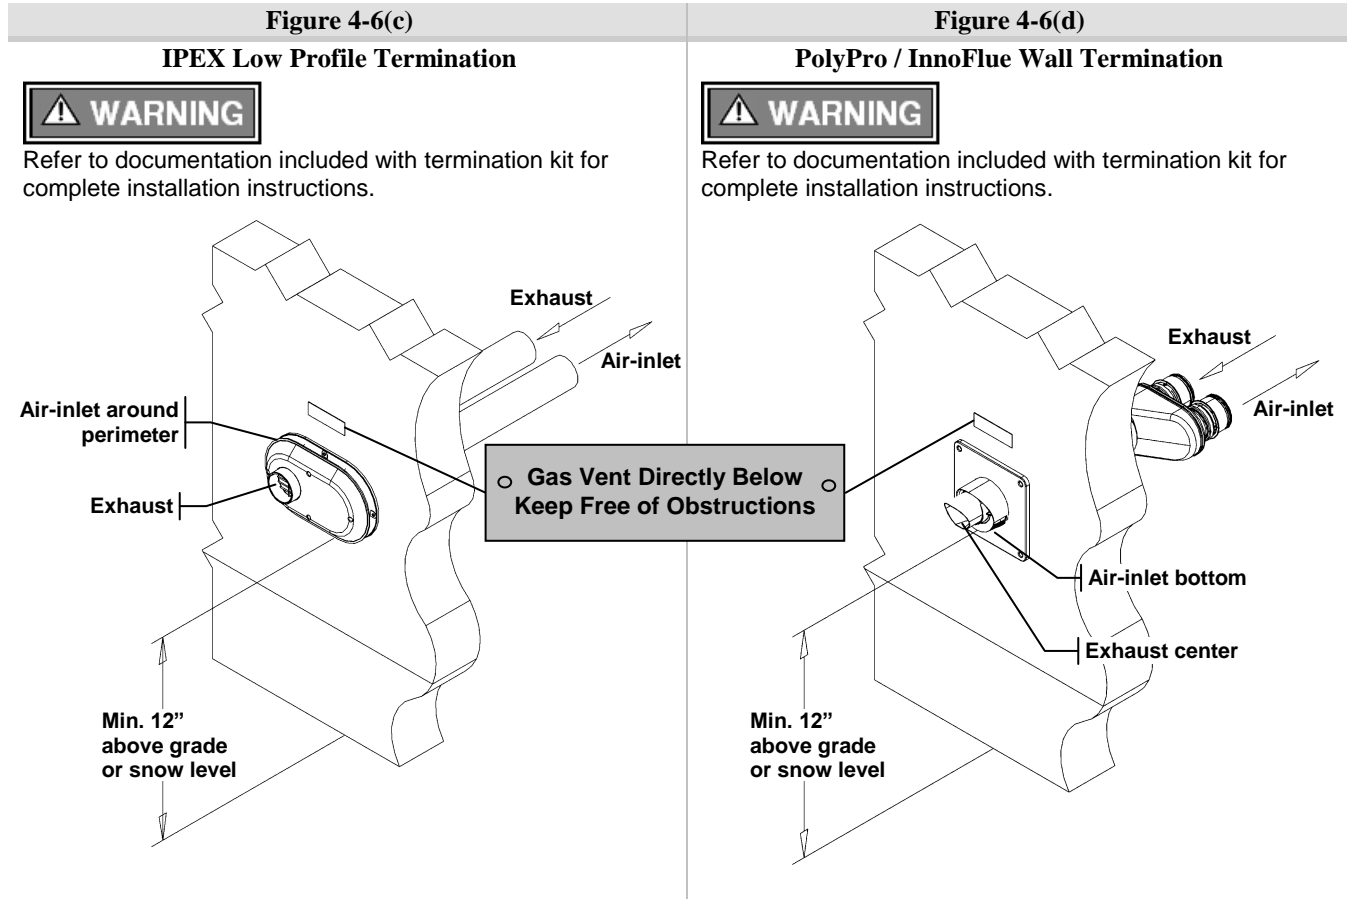 Figure 4-6(c)
IPEX Low Profile Termination
WARNING
Refer to documentation included with termination kit for
complete installation instructions.
Exhaust
Air-inlet
Air-inlet around
perimeter
Exhaust
Min. 12”
above grade
or snow level
Gas Vent Directly Below
Keep Free of Obstructions
Figure 4-6(d)
PolyPro / InnoFlue Wall Termination
WARNING
Refer to documentation included with termination kit for
complete installation instructions.
Exhaust
Air-inlet
Air-inlet bottom
Exhaust center
Min. 12”
above grade
or snow level